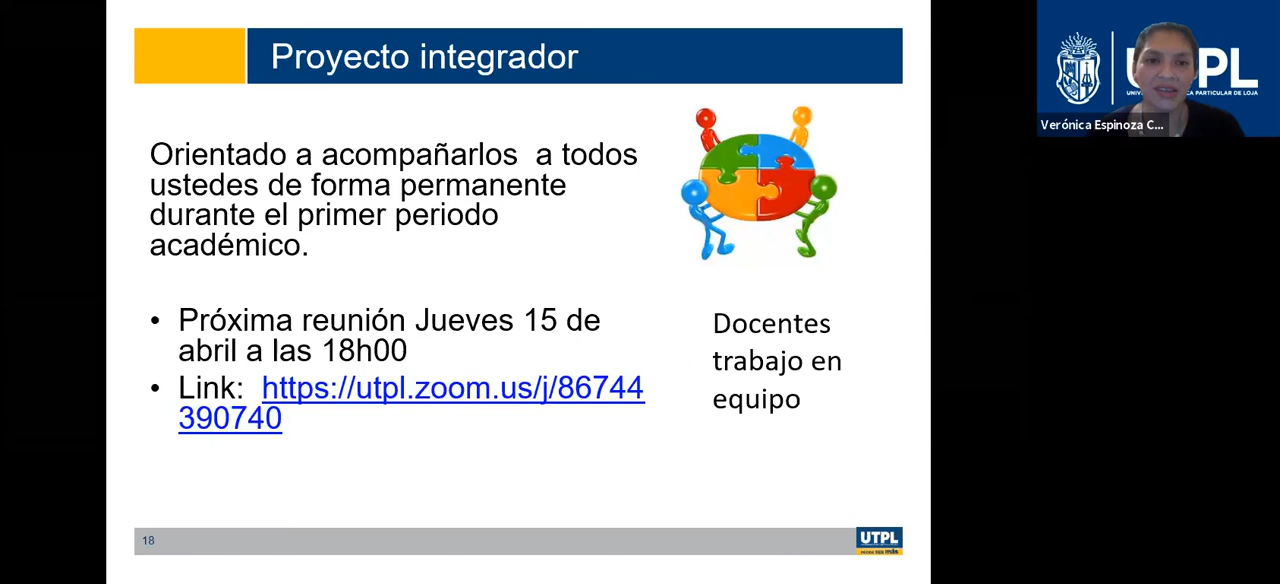 Proyecto integrador
Orientado a acompañarlos  a todos
ustedes de forma permanente
durante el primer periodo
académico.
• Próxima reunión Jueves 15 de
abril a las 18h00
• Link:  https://utpl.zoom.us/j/86744
390740
Docentes
trabajo en
equipo
18
UTPL
UTPL
Verónica Espinoza C...